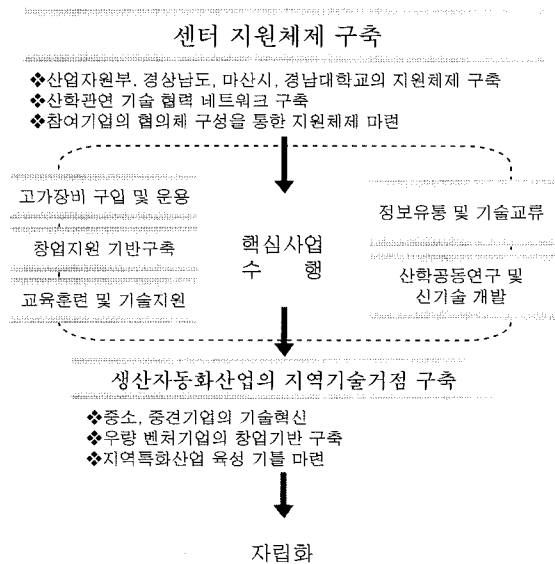 센터 지원체제 구축
❖산업자원부. 경상남도, 마산시, 경남대학교의 지원체제 구축
❖산학관연 기술 협력 네트워크 구축
❖참여기업의 협의체 구성을 통한 지원체제 마련
고가장비 구입 및 운용
창업지원 기반구축
교육훈련 및 기술지원
핵심사업
수 행
정보유통 및 기술교류
산학공동연구 및
신기술 개발
생산자동화산업의 지역기술거점 구축
❖중소, 중견기업의 기술혁신
❖우량 벤처기업의 창업기반 구축
❖지역특화산업 육성 기틀 마련
자립화